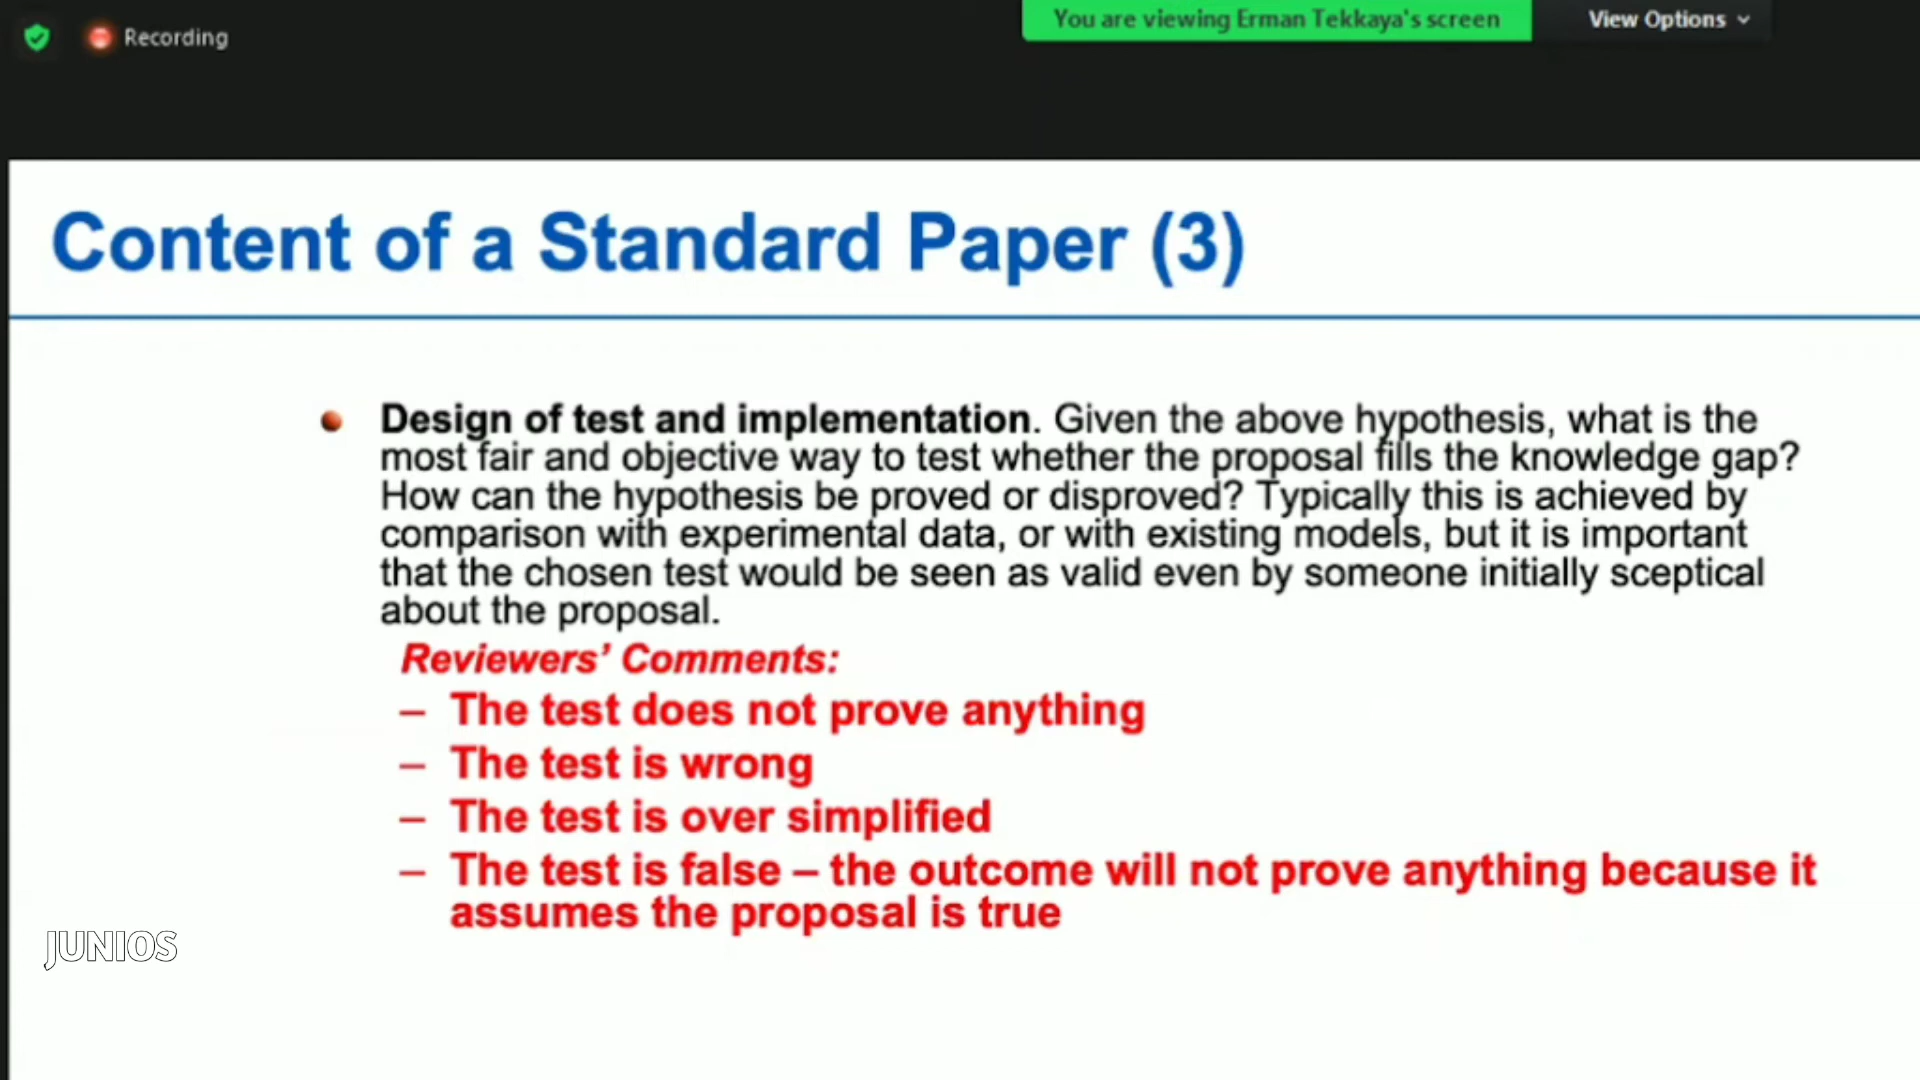 Recording
You are viewing Erman Tekkaya's screen
View Options
Content of a Standard Paper (3)
Design of test and implementation. Given the above hypothesis, what is the
most fair and objective way to test whether the proposal fills the knowledge gap?
How can the hypothesis be proved or disproved? Typically this is achieved by
comparison with experimental data, or with existing models, but it is important
that the chosen test would be seen as valid even by someone initially sceptical
about the proposal.
Reviewers’ Comments:
– The test does not prove anything
– The test is wrong
– The test is over simplified
– The test is false – the outcome will not prove anything because it
assumes the proposal is true
JUNIOS